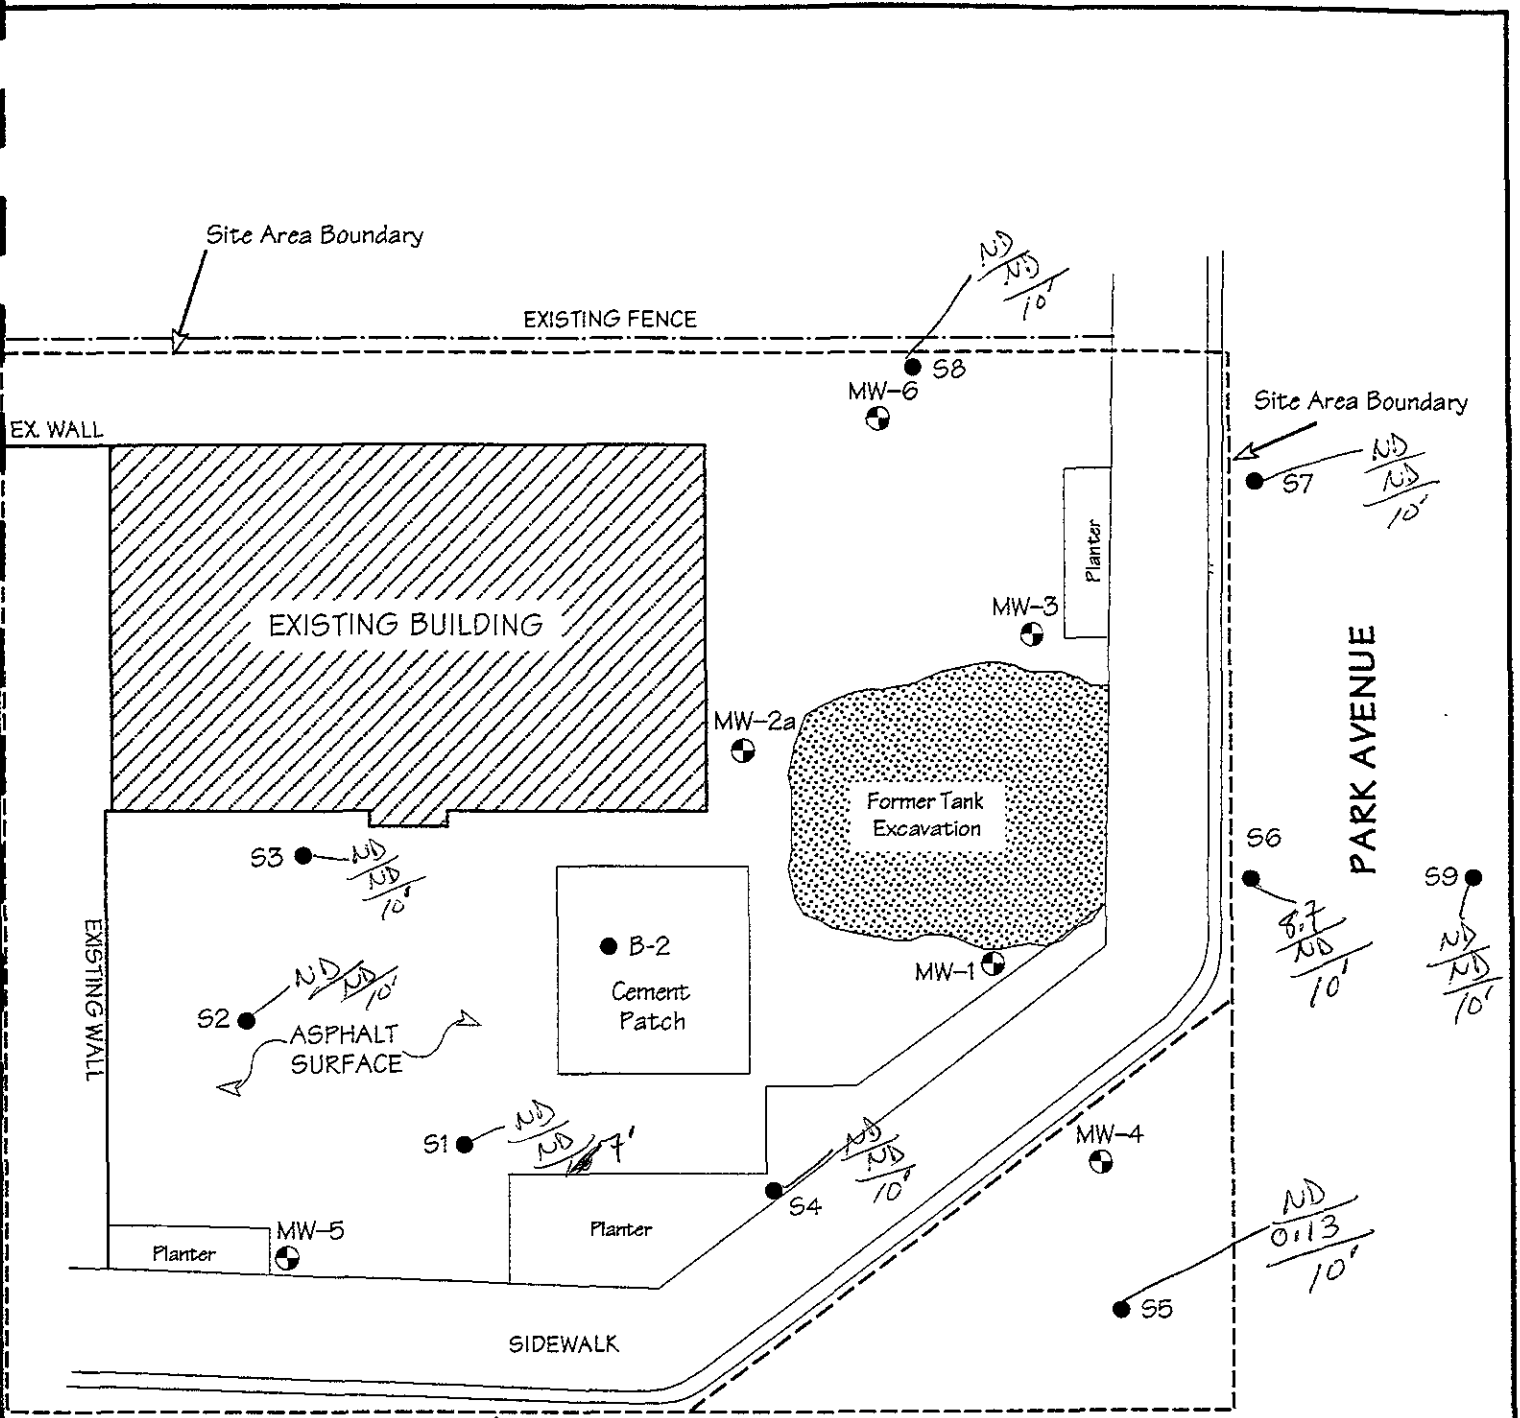 Site Area Boundary
ND
ND
10'
EXISTING FENCE
S8
MW-6
Site Area Boundary
EX. WALL
ND
ND
10'
S7
Planter
MW-3
EXISTING BUILDING
PARK AVENUE
MW-2a
Former Tank
Excavation
S6
S3
ND
ND
10'
S9
8.7
ND
10'
ND
ND
10'
EXISTING WALL
B-2
Cement
Patch
MW-1
ND
ND
10'
S2
ASPHALT
SURFACE
S1
ND
ND
7'
ND
ND
10'
S4
MW-4
Planter
MW-5
Planter
ND
0.13
10'
S5
SIDEWALK